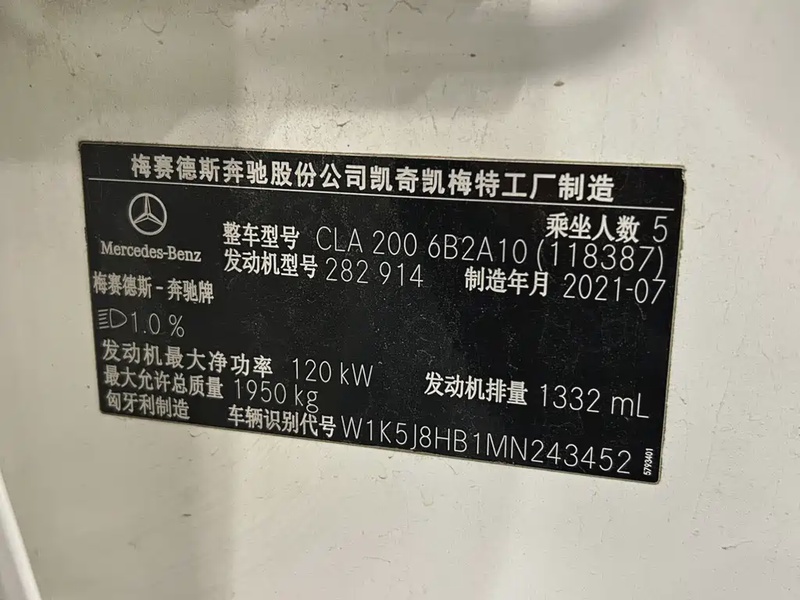 梅赛德斯奔驰股份公司凯奇凯梅特工厂制造
乘坐人数 5
Mercedes-Benz
整车型号 CLA 200 6B2A10 (118387)
发动机型号 282 914 制造年月 2021-07
梅赛德斯-奔驰牌
1.0 %
发动机最大净功率 120 kW 发动机排量 1332 mL
最大允许总质量 1950 kg
匈牙利制造 车辆识别代号 W1K5J8HB1MN243452
5793401